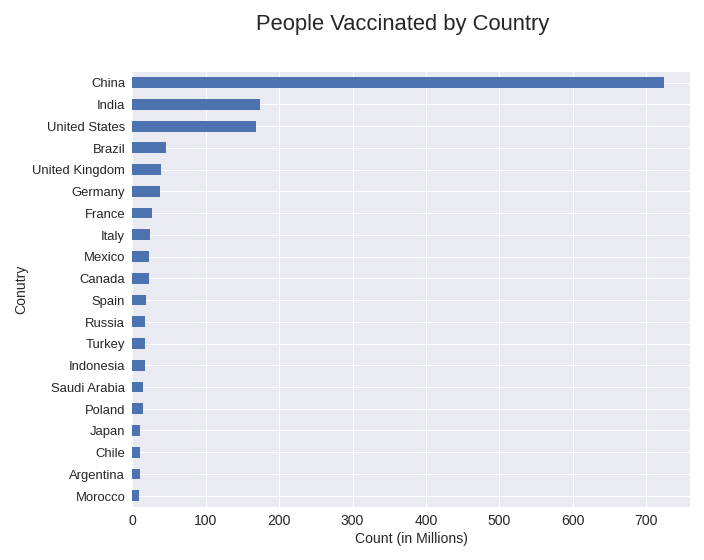 People Vaccinated by Country
China
India
United States
Brazil
United Kingdom
Germany
France
Italy
Mexico
Canada
Spain
Russia
Turkey
Indonesia
Saudi Arabia
Poland
Japan
Chile
Argentina
Morocco
Conutry
0 100 200 300 400 500 600 700
Count (in Millions)